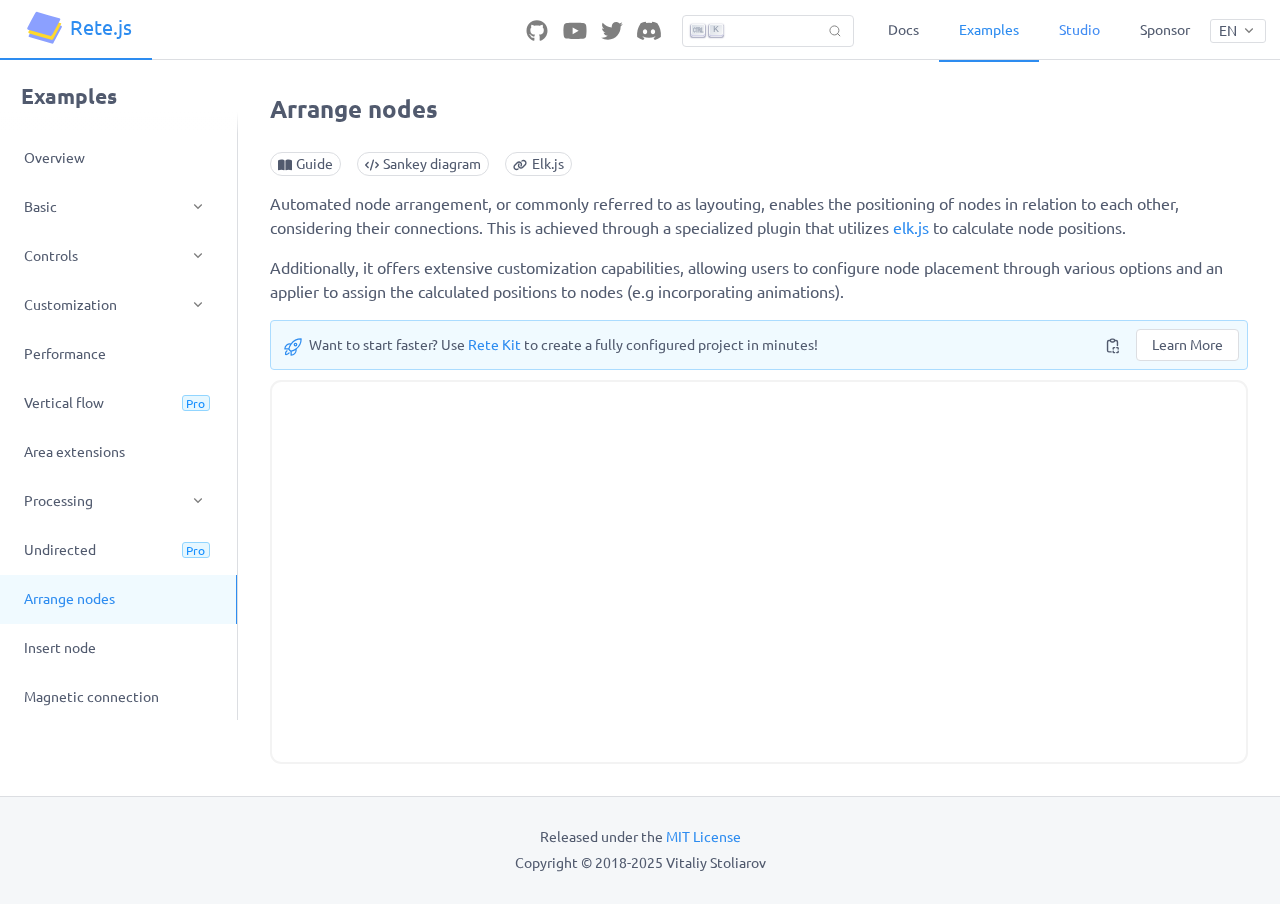 Rete.js
K
Docs
Examples
Studio
Sponsor
EN
Examples
Overview
Basic
Controls
Customization
Performance
Vertical flow
Pro
Area extensions
Processing
Undirected
Pro
Arrange nodes
Insert node
Magnetic connection
Arrange nodes
Guide
Sankey diagram
Elk.js
Automated node arrangement, or commonly referred to as layouting, enables the positioning of nodes in relation to each other,
considering their connections. This is achieved through a specialized plugin that utilizes elk.js to calculate node positions.
Additionally, it offers extensive customization capabilities, allowing users to configure node placement through various options and an
applier to assign the calculated positions to nodes (e.g incorporating animations).
Want to start faster? Use Rete Kit to create a fully configured project in minutes!
Learn More
Released under the MIT License
Copyright © 2018-2025 Vitaliy Stoliarov